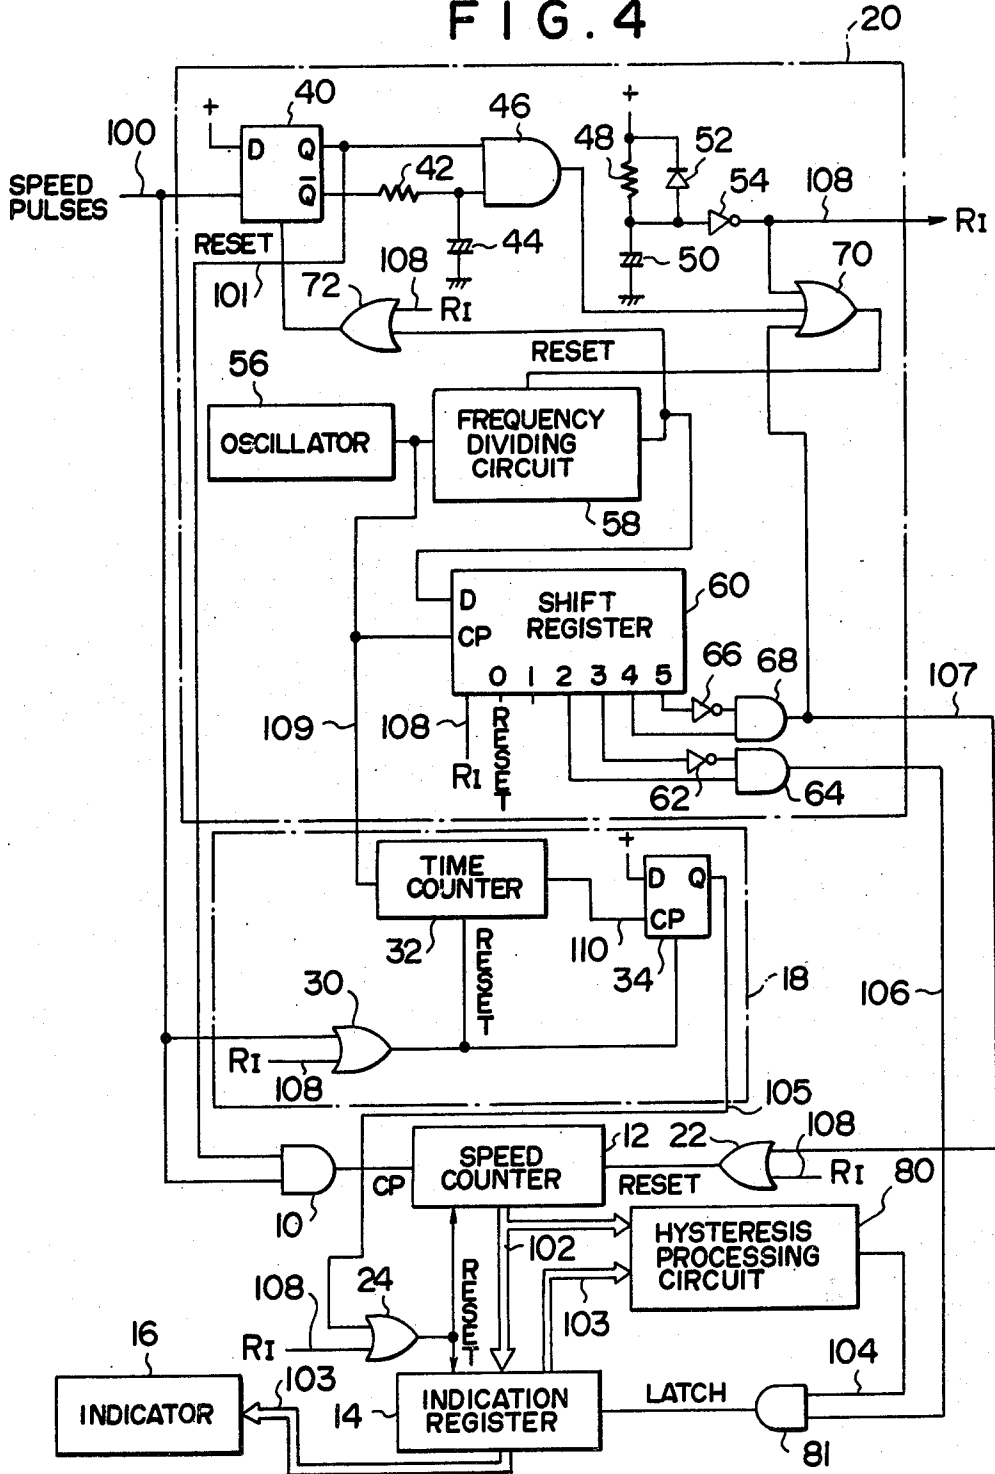 FIG. 4
20
+
40
46
+
100
D Q
42
48
52
54
108
SPEED
PULSES
Q̅
RI
RESET
44
50
70
101
72
108
RI
RESET
56
OSCILLATOR
FREQUENCY
DIVIDING
CIRCUIT
58
60
D
SHIFT
REGISTER
CP
0 1 2 3 4 5
66
68
107
109
108
RESET
RI
62
64
+
TIME
COUNTER
D Q
CP
32
RESET
110
34
18
106
30
RI
108
105
12
22
108
SPEED
COUNTER
CP
RESET
RI
80
10
102
HYSTERESIS
PROCESSING
CIRCUIT
RESET
24
108
103
RI
16
103
104
INDICATOR
14
INDICATION
REGISTER
LATCH
81